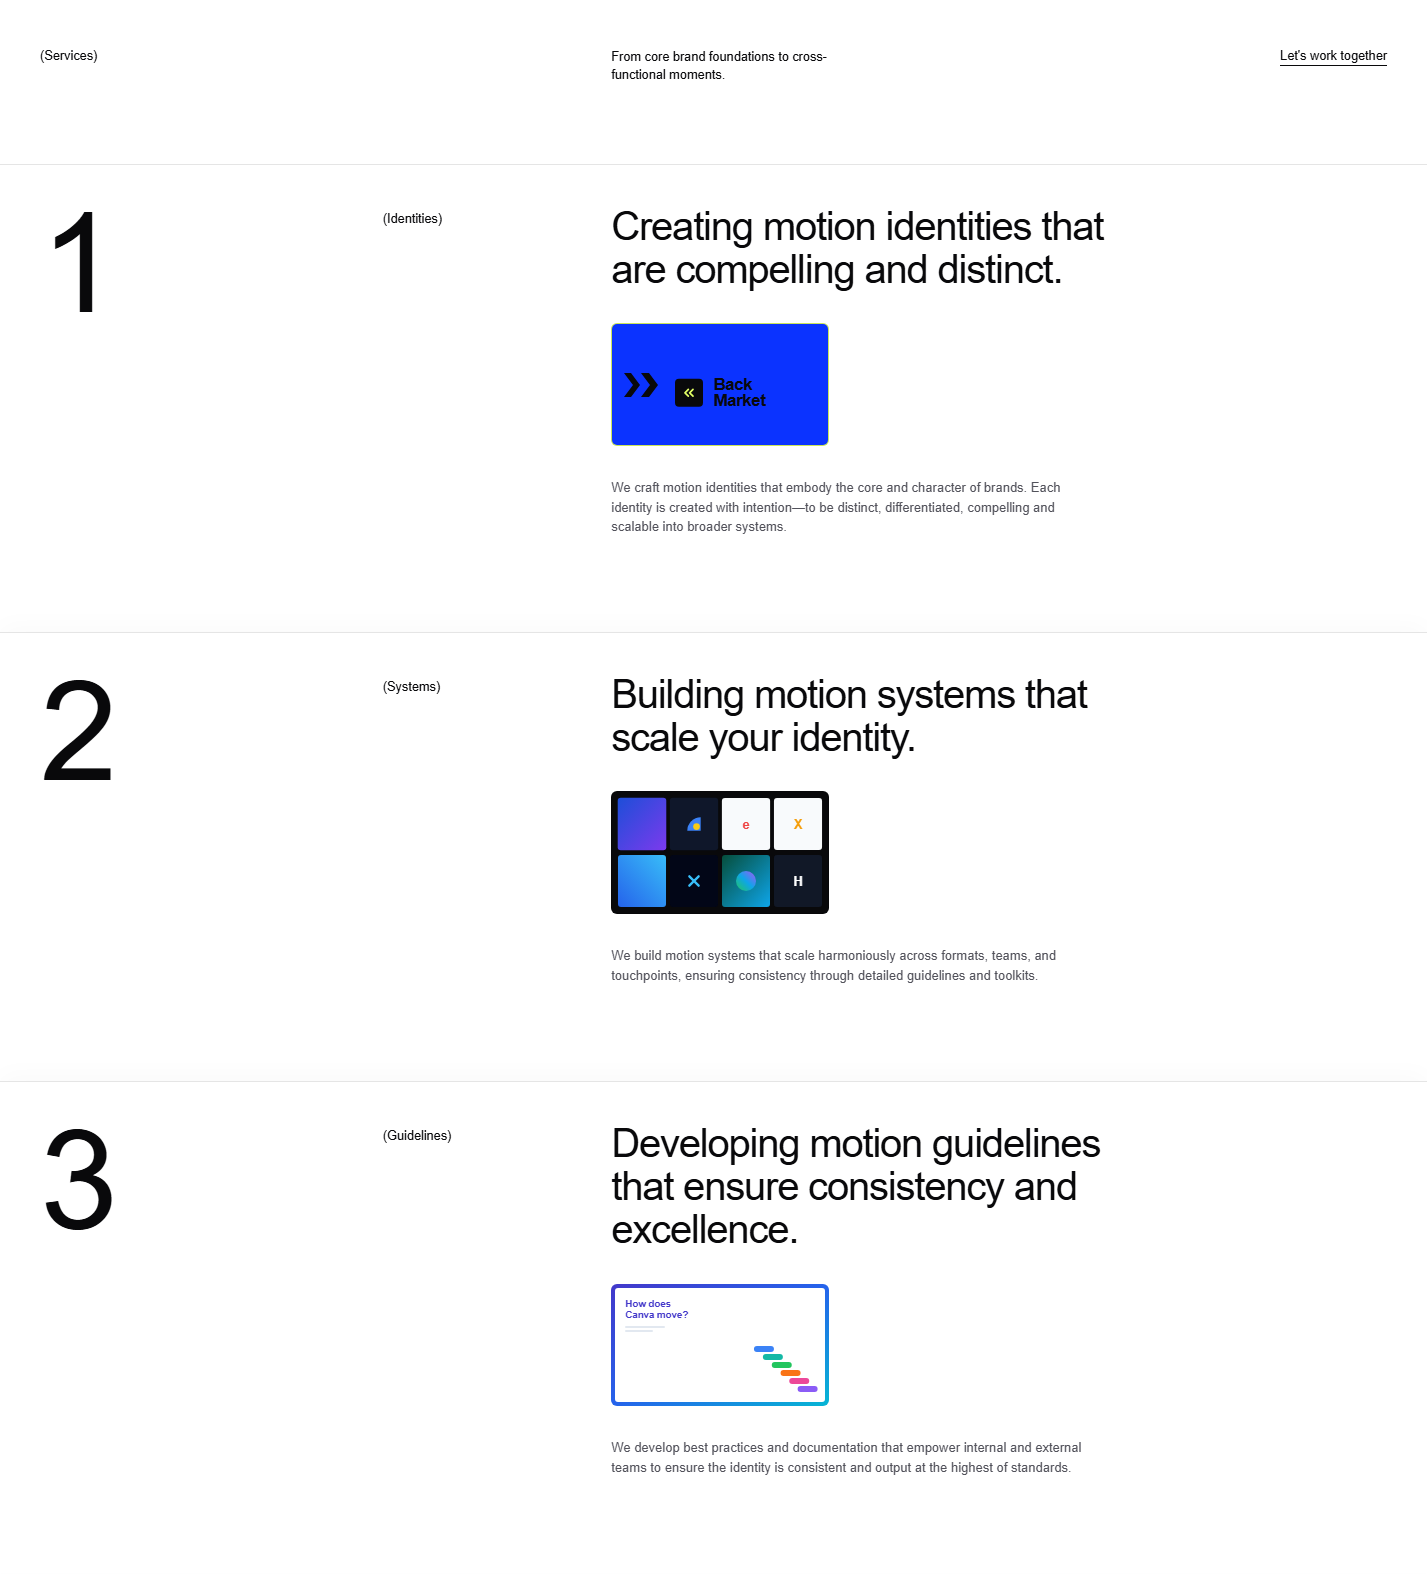 (Services)
From core brand foundations to cross-
functional moments.
Let's work together
1
(Identities)
Creating motion identities that
are compelling and distinct.
Back
Market
We craft motion identities that embody the core and character of brands. Each
identity is created with intention—to be distinct, differentiated, compelling and
scalable into broader systems.
2
(Systems)
Building motion systems that
scale your identity.
e
X
H
We build motion systems that scale harmoniously across formats, teams, and
touchpoints, ensuring consistency through detailed guidelines and toolkits.
3
(Guidelines)
Developing motion guidelines
that ensure consistency and
excellence.
How does
Canva move?
We develop best practices and documentation that empower internal and external
teams to ensure the identity is consistent and output at the highest of standards.